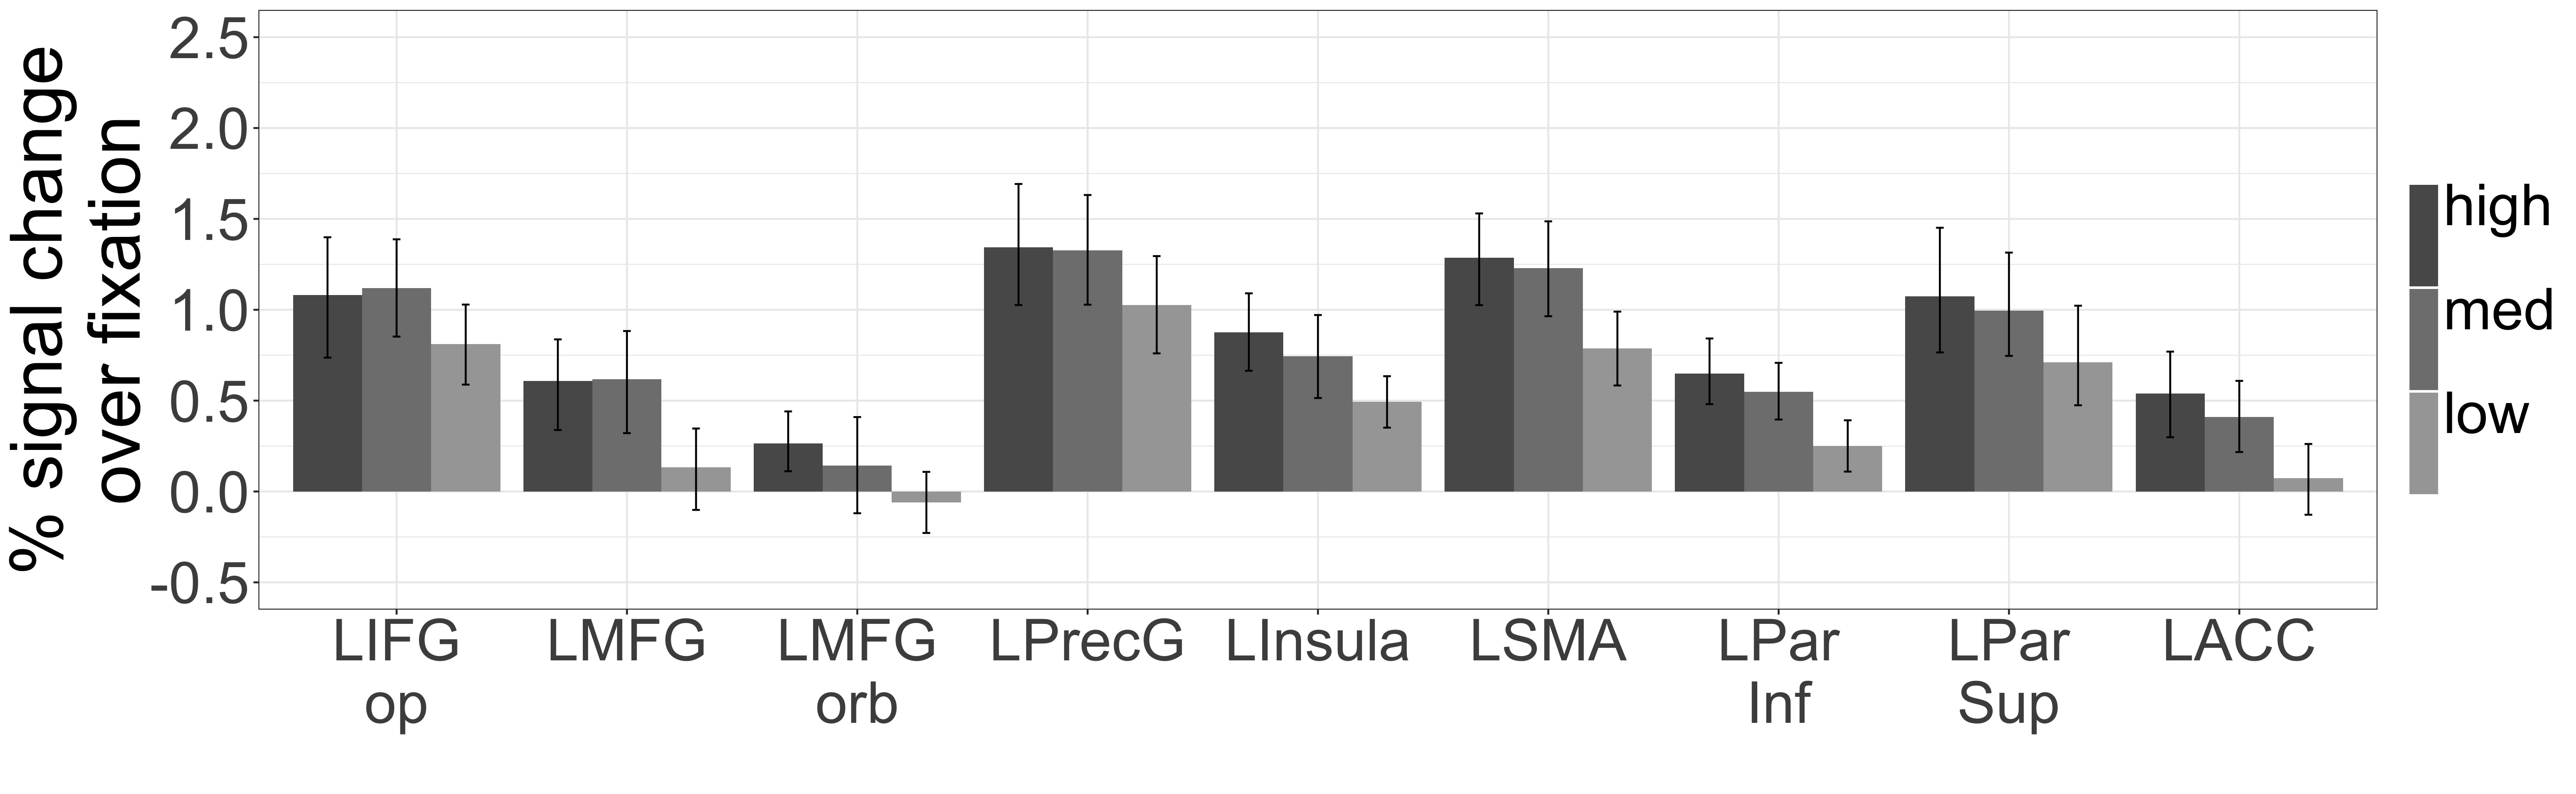 % signal change
over fixation
2.5
2.0
1.5
1.0
0.5
0.0
-0.5
LIFG
op
LMFG
LMFG
orb
LPrecG
LInsula
LSMA
LPar
Inf
LPar
Sup
LACC
high
med
low